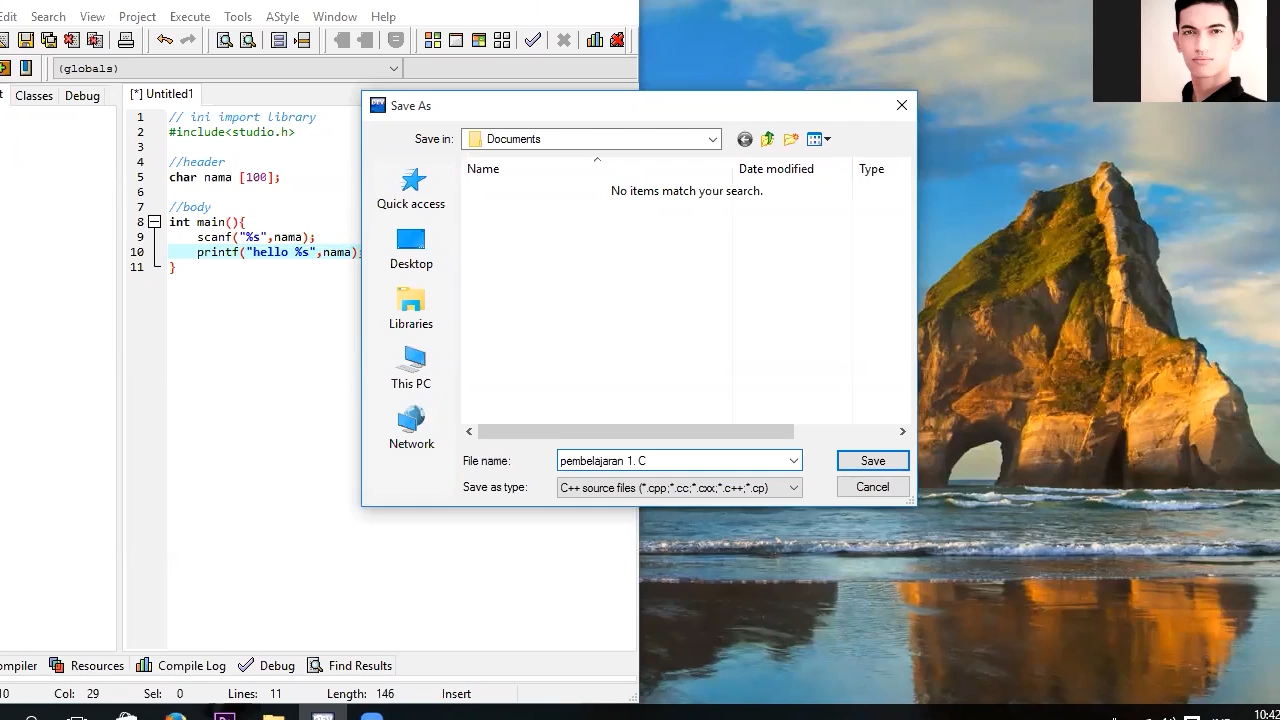 Edit Search View Project Execute Tools AStyle Window Help
(globals)
Classes Debug
[*] Untitled1
1 // ini import library
2 #include<studio.h>
3
4 //header
5 char nama [100];
6
7 //body
8 int main(){
9 scanf("%s",nama);
10 printf("hello %s",nama);
11 }
DEV Save As
Save in: Documents
Name Date modified Type
No items match your search.
Quick access
Desktop
Libraries
This PC
Network
File name: pembelajaran 1. C Save
Save as type: C++ source files (*.cpp;*.cc;*.cxx;*.c++;*.cp) Cancel
ompiler Resources Compile Log Debug Find Results
10 Col: 29 Sel: 0 Lines: 11 Length: 146 Insert
10:42